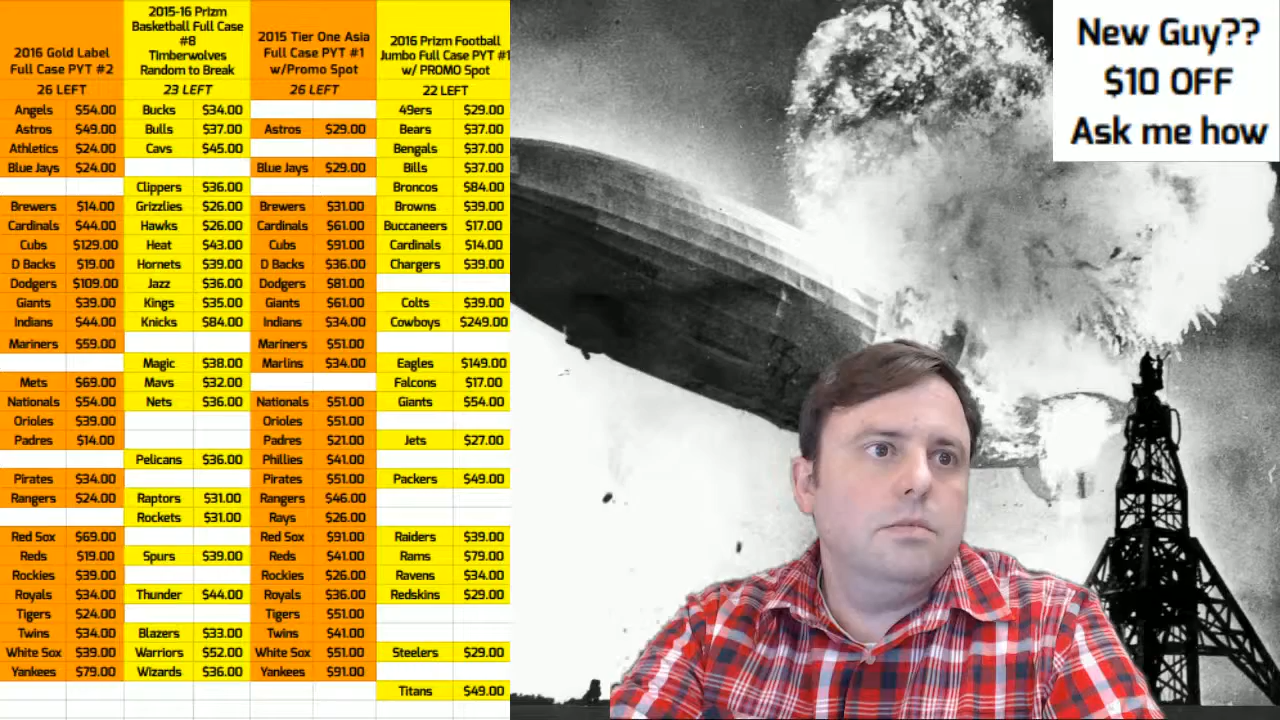 2016 Gold Label
Full Case PYT #2
2015-16 Prizm
Basketball Full Case
#8
Timberwolves
Random to Break
2015 Tier One Asia
Full Case PYT #1
w/Promo Spot
2016 Prizm Football
Jumbo Full Case PYT #1
w/ PROMO Spot
26 LEFT 23 LEFT 26 LEFT 22 LEFT
Angels $54.00 Bucks $34.00 49ers $29.00
Astros $49.00 Bulls $37.00 Astros $29.00 Bears $37.00
Athletics $24.00 Cavs $45.00 Bengals $37.00
Blue Jays $24.00 Blue Jays $29.00 Bills $37.00
Clippers $36.00 Broncos $84.00
Brewers $14.00 Grizzlies $26.00 Brewers $31.00 Browns $39.00
Cardinals $44.00 Hawks $26.00 Cardinals $61.00 Buccaneers $17.00
Cubs $129.00 Heat $43.00 Cubs $91.00 Cardinals $14.00
D Backs $19.00 Hornets $39.00 D Backs $36.00 Chargers $39.00
Dodgers $109.00 Jazz $36.00 Dodgers $81.00
Giants $39.00 Kings $35.00 Giants $61.00 Colts $39.00
Indians $44.00 Knicks $84.00 Indians $34.00 Cowboys $249.00
Mariners $59.00 Mariners $51.00
Magic $38.00 Marlins $34.00 Eagles $149.00
Mets $69.00 Mavs $32.00 Falcons $17.00
Nationals $54.00 Nets $36.00 Nationals $51.00 Giants $54.00
Orioles $39.00 Orioles $51.00
Padres $14.00 Padres $21.00 Jets $27.00
Pelicans $36.00 Phillies $41.00
Pirates $34.00 Pirates $51.00 Packers $49.00
Rangers $24.00 Raptors $31.00 Rangers $46.00
Rockets $31.00 Rays $26.00
Red Sox $69.00 Red Sox $91.00 Raiders $39.00
Reds $19.00 Spurs $39.00 Reds $41.00 Rams $79.00
Rockies $39.00 Rockies $26.00 Ravens $34.00
Royals $34.00 Thunder $44.00 Royals $36.00 Redskins $29.00
Tigers $24.00 Tigers $51.00
Twins $34.00 Blazers $33.00 Twins $41.00
White Sox $39.00 Warriors $52.00 White Sox $51.00 Steelers $29.00
Yankees $79.00 Wizards $36.00 Yankees $91.00
Titans $49.00
New Guy??
$10 OFF
Ask me how